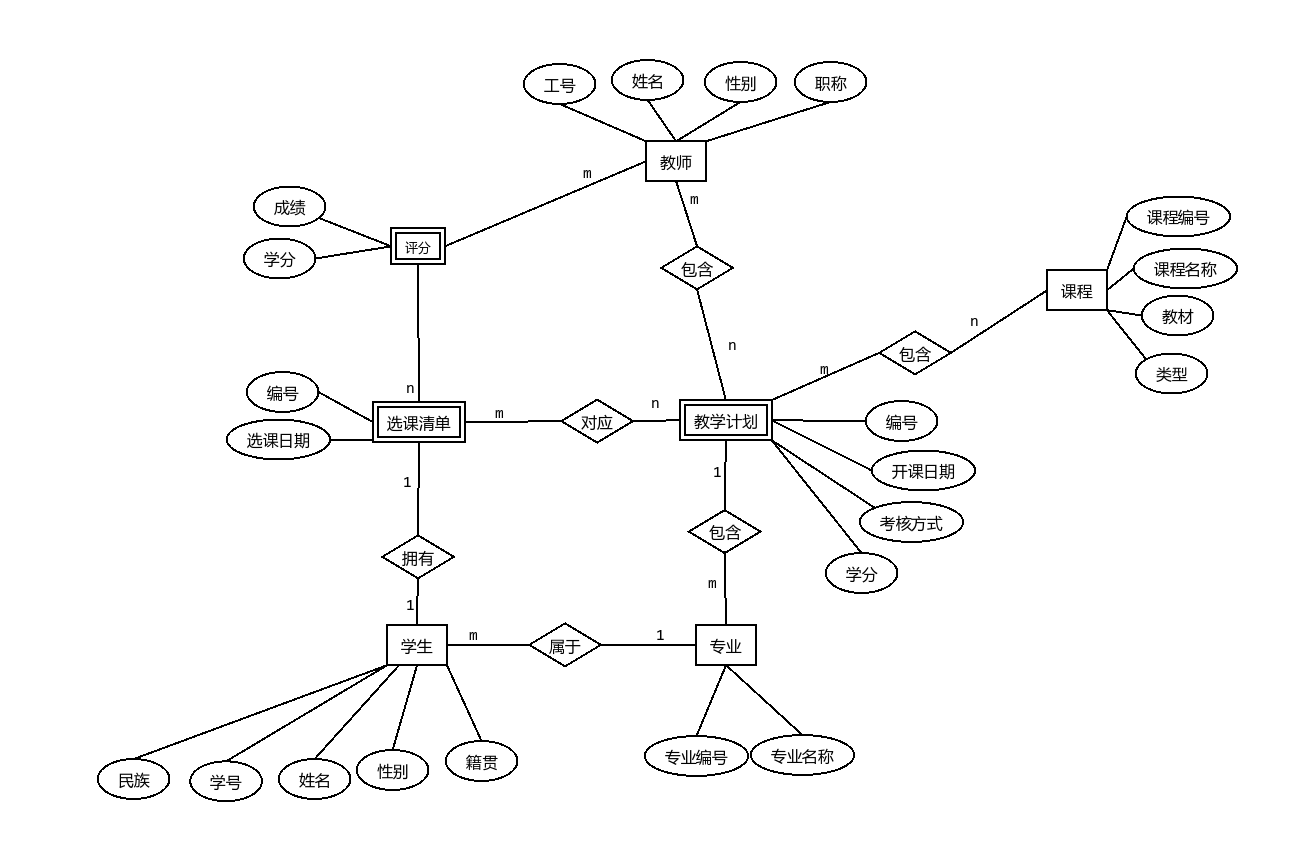 工号
姓名
性别
职称
教师
m
m
成绩
学分
评分
包含
课程编号
课程名称
课程
教材
类型
n
n
包含
m
编号
选课日期
n
选课清单
m
对应
n
教学计划
编号
开课日期
考核方式
学分
1
1
包含
拥有
m
1
学生
m
属于
1
专业
民族
学号
姓名
性别
籍贯
专业编号
专业名称